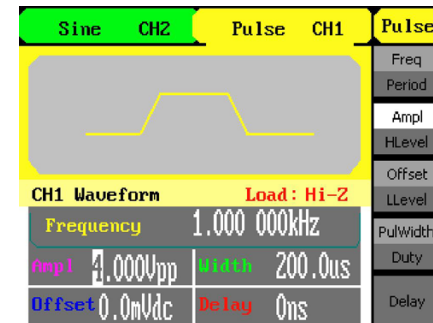 Sine CH2 Pulse CH1 Pulse
Freq
Period
Ampl
HLevel
Offset
LLevel
PulWidth
Duty
Delay
CH1 Waveform Load: Hi-Z
Frequency 1.000 000kHz
Ampl 4.000Vpp Width 200.0us
Offset 0.0mVdc Delay 0ns